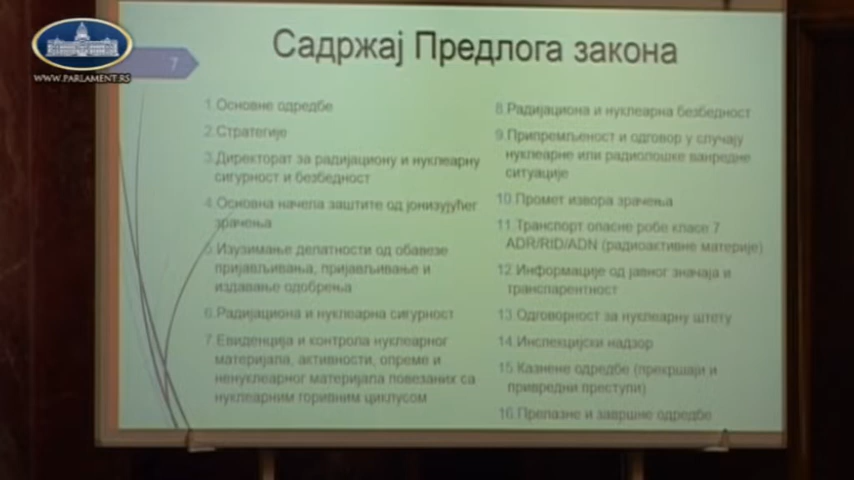 WWW.PARLAMENT.RS
7
Садржај Предлога закона
1.Основне одредбе
2.Стратегије
3.Директорат за радијациону и нуклеарну
сигурност и безбедност
4.Основна начела заштите од јонизујућег
зрачења
5.Изузимање делатности од обавезе
пријављивања, пријављивање и
издавање одобрења
6.Радијациона и нуклеарна сигурност
7.Евиденција и контрола нуклеарног
материјала, активности, опреме и
ненуклеарног материјала повезаних са
нуклеарним горивним циклусом
8.Радијациона и нуклеарна безбедност
9.Припремљеност и одговор у случају
нуклеарне или радиолошке ванредне
ситуације
10.Промет извора зрачења
11.Транспорт опасне робе класе 7
ADR/RID/ADN (радиоактивне материје)
12.Информације од јавног значаја и
транспарентност
13.Одговорност за нуклеарну штету
14.Инспекцијски надзор
15.Казнене одредбе (прекршаји и
привредни преступи)
16.Прелазне и завршне одредбе